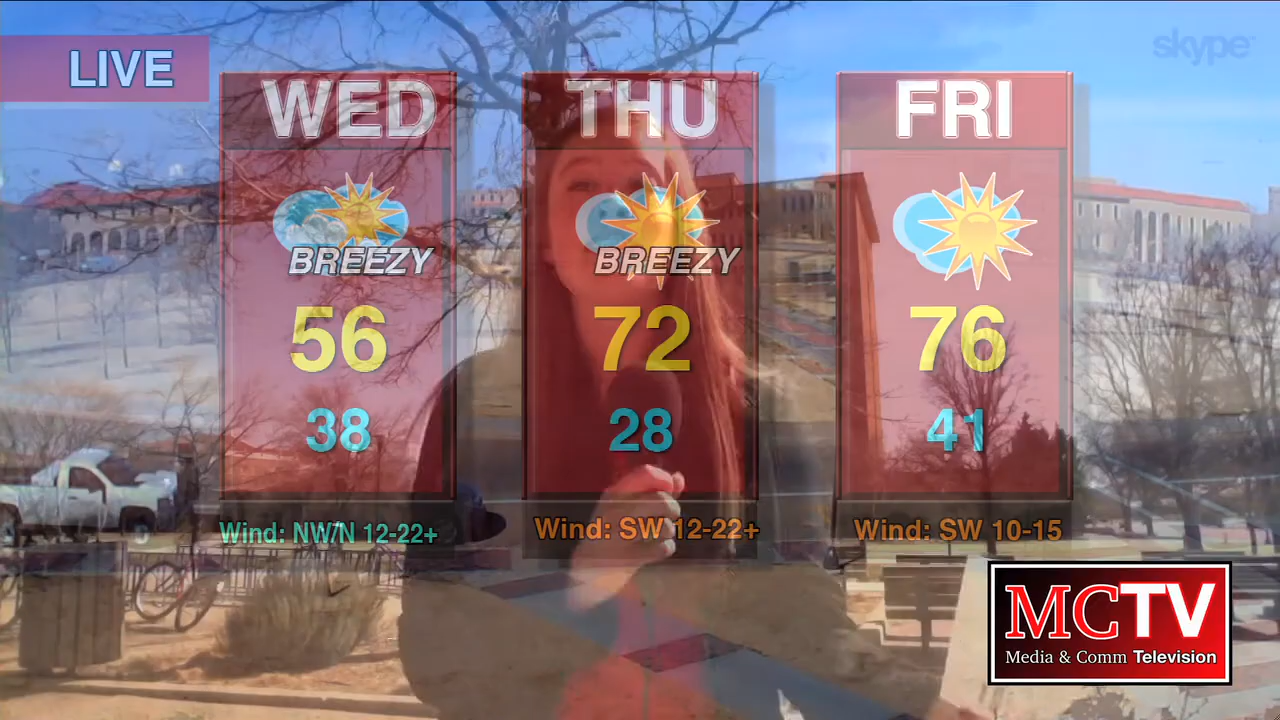 LIVE
skype
WED
THU
FRI
BREEZY
BREEZY
56
72
76
38
28
41
Wind: NW/N 12-22+
Wind: SW 12-22+
Wind: SW 10-15
MCTV
Media & Comm Television